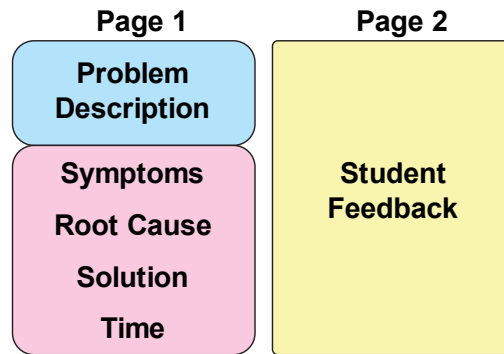 Page 1
Problem
Description
Symptoms
Root Cause
Solution
Time
Page 2
Student
Feedback